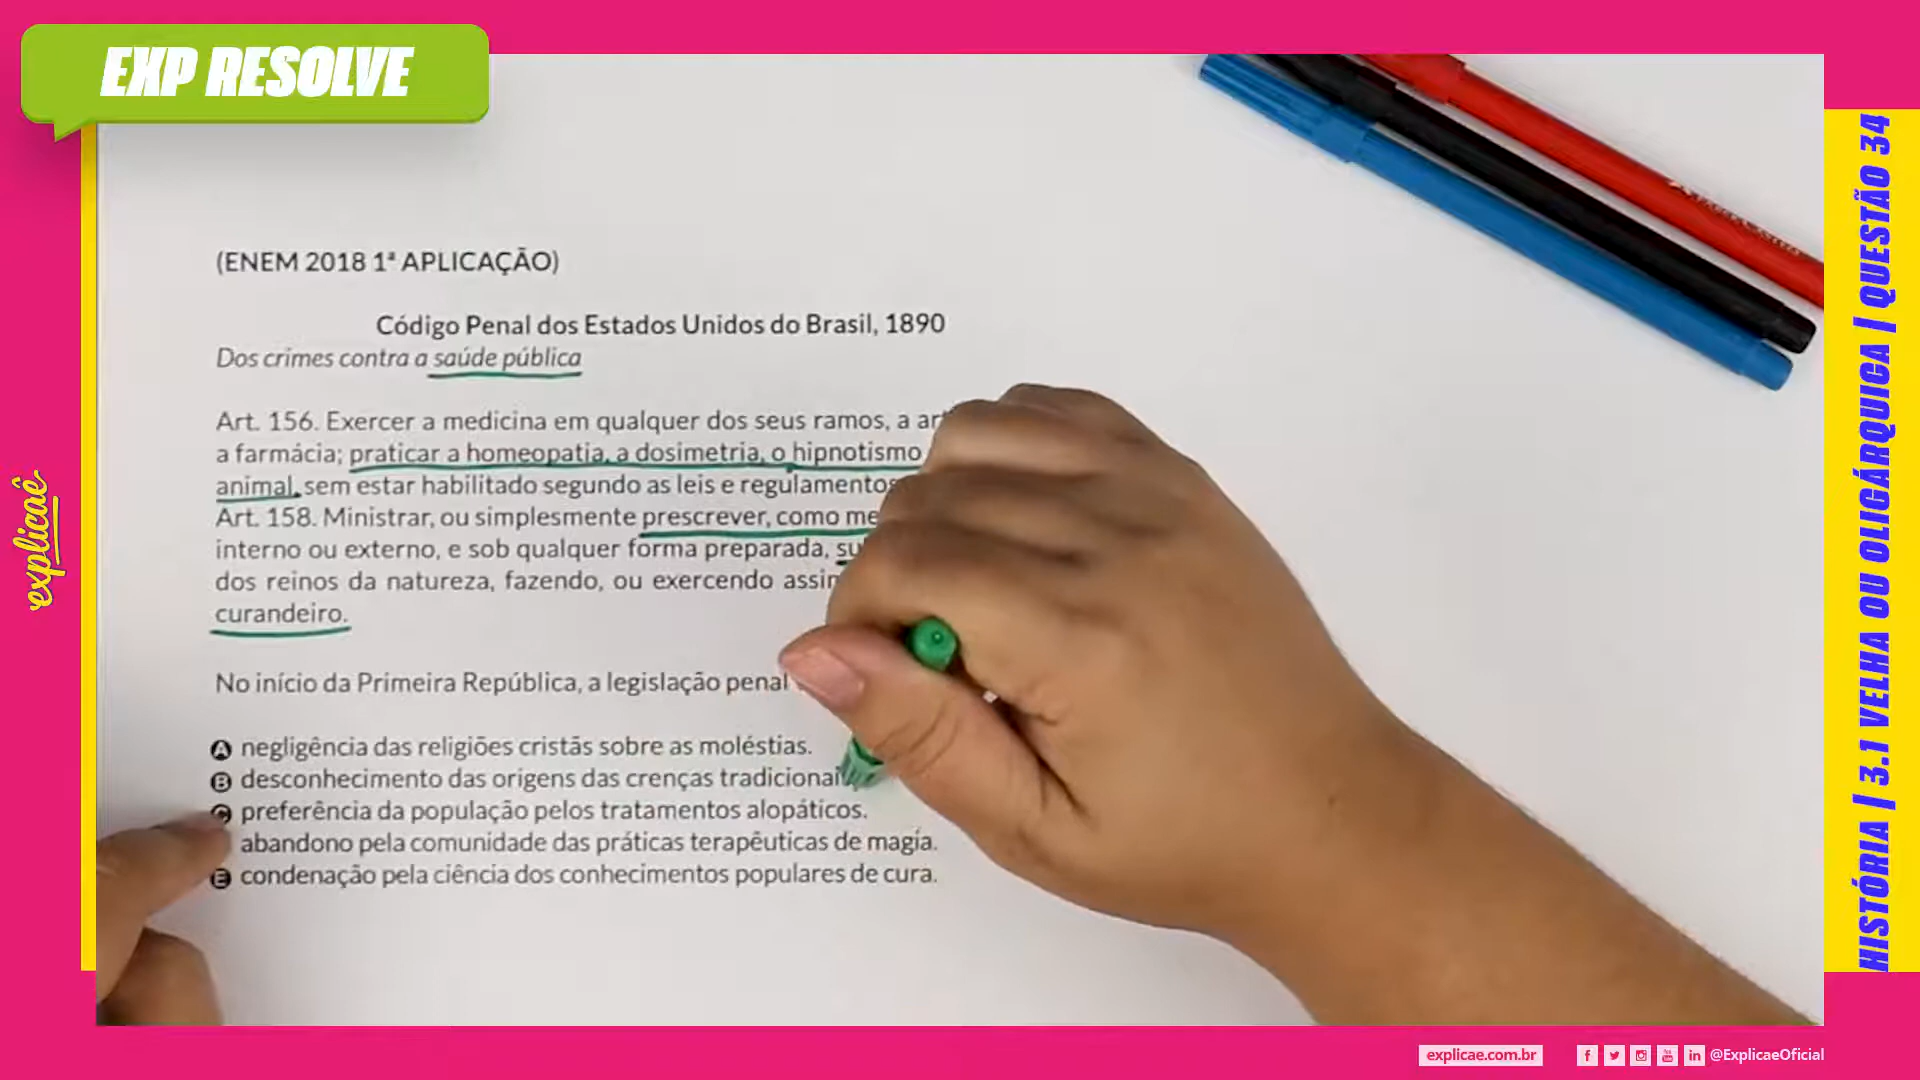 EXP RESOLVE
(ENEM 2018 1ª APLICAÇÃO)
Código Penal dos Estados Unidos do Brasil, 1890
Dos crimes contra a saúde pública
Art. 156. Exercer a medicina em qualquer dos seus ramos, a
a farmácia; praticar a homeopatia, a dosimetria, o hipnotismo
animal, sem estar habilitado segundo as leis e regulamentos
Art. 158. Ministrar, ou simplesmente prescrever, como
interno ou externo, e sob qualquer forma preparada,
dos reinos da natureza, fazendo, ou exercendo
curandeiro.
No início da Primeira República, a legislação penal
A negligência das religiões cristãs sobre as moléstias.
B desconhecimento das origens das crenças
C preferência da população pelos tratamentos alopáticos.
abandono pela comunidade das práticas terapêuticas de magia.
E condenação pela ciência dos conhecimentos populares de cura.
explicaê
HISTÓRIA | 3.1 VELHA OU OLIGÁRQUICA | QUESTÃO 34
explicae.com.br
@ExplicaeOficial